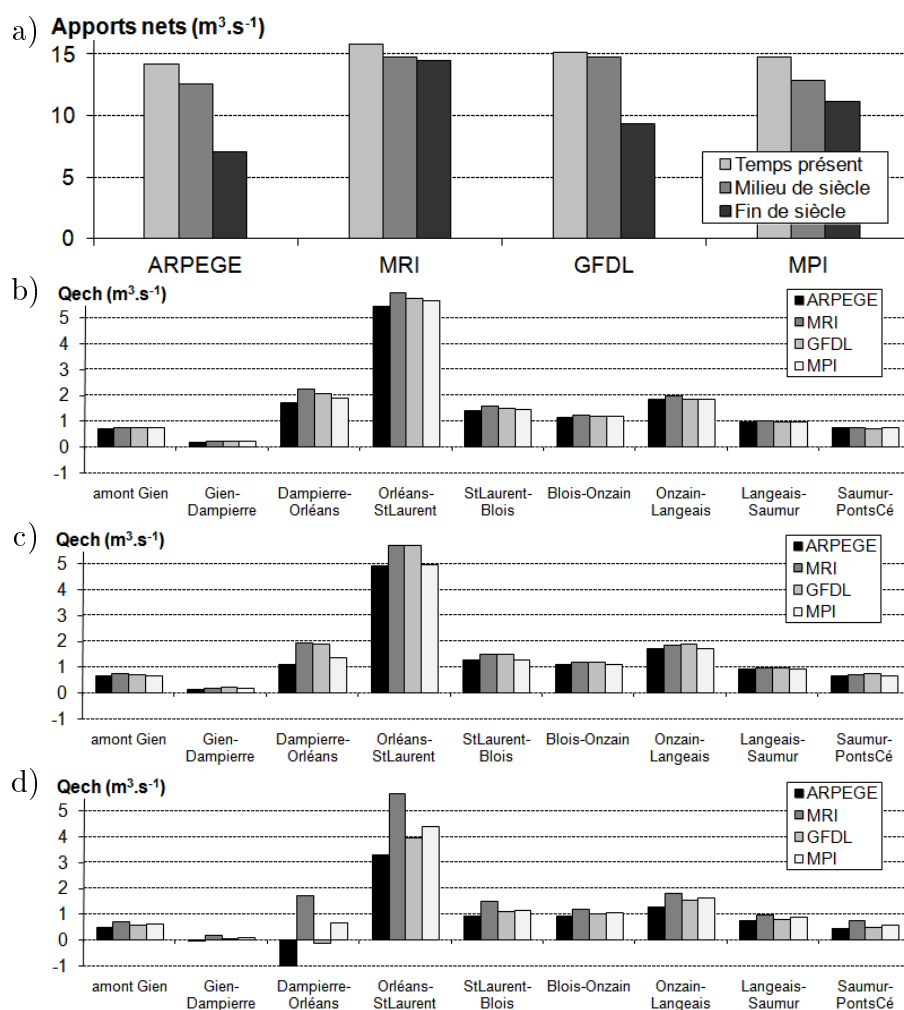 a) Apports nets (m³.s⁻¹)
15
10
5
0
Temps présent
Milieu de siècle
Fin de siècle
ARPEGE MRI GFDL MPI
b) Qech (m³.s⁻¹)
5
4
3
2
1
0
-1
ARPEGE
MRI
GFDL
MPI
amont Gien Gien- Dampierre- Orléans- StLaurent- Blois-Onzain Onzain- Langeais- Saumur-
Dampierre Orléans StLaurent Blois Langeais Saumur PontsCé
c) Qech (m³.s⁻¹)
5
4
3
2
1
0
-1
ARPEGE
MRI
GFDL
MPI
amont Gien Gien- Dampierre- Orléans- StLaurent- Blois-Onzain Onzain- Langeais- Saumur-
Dampierre Orléans StLaurent Blois Langeais Saumur PontsCé
d) Qech (m³.s⁻¹)
5
4
3
2
1
0
-1
ARPEGE
MRI
GFDL
MPI
amont Gien Gien- Dampierre- Orléans- StLaurent- Blois-Onzain Onzain- Langeais- Saumur-
Dampierre Orléans StLaurent Blois Langeais Saumur PontsCé